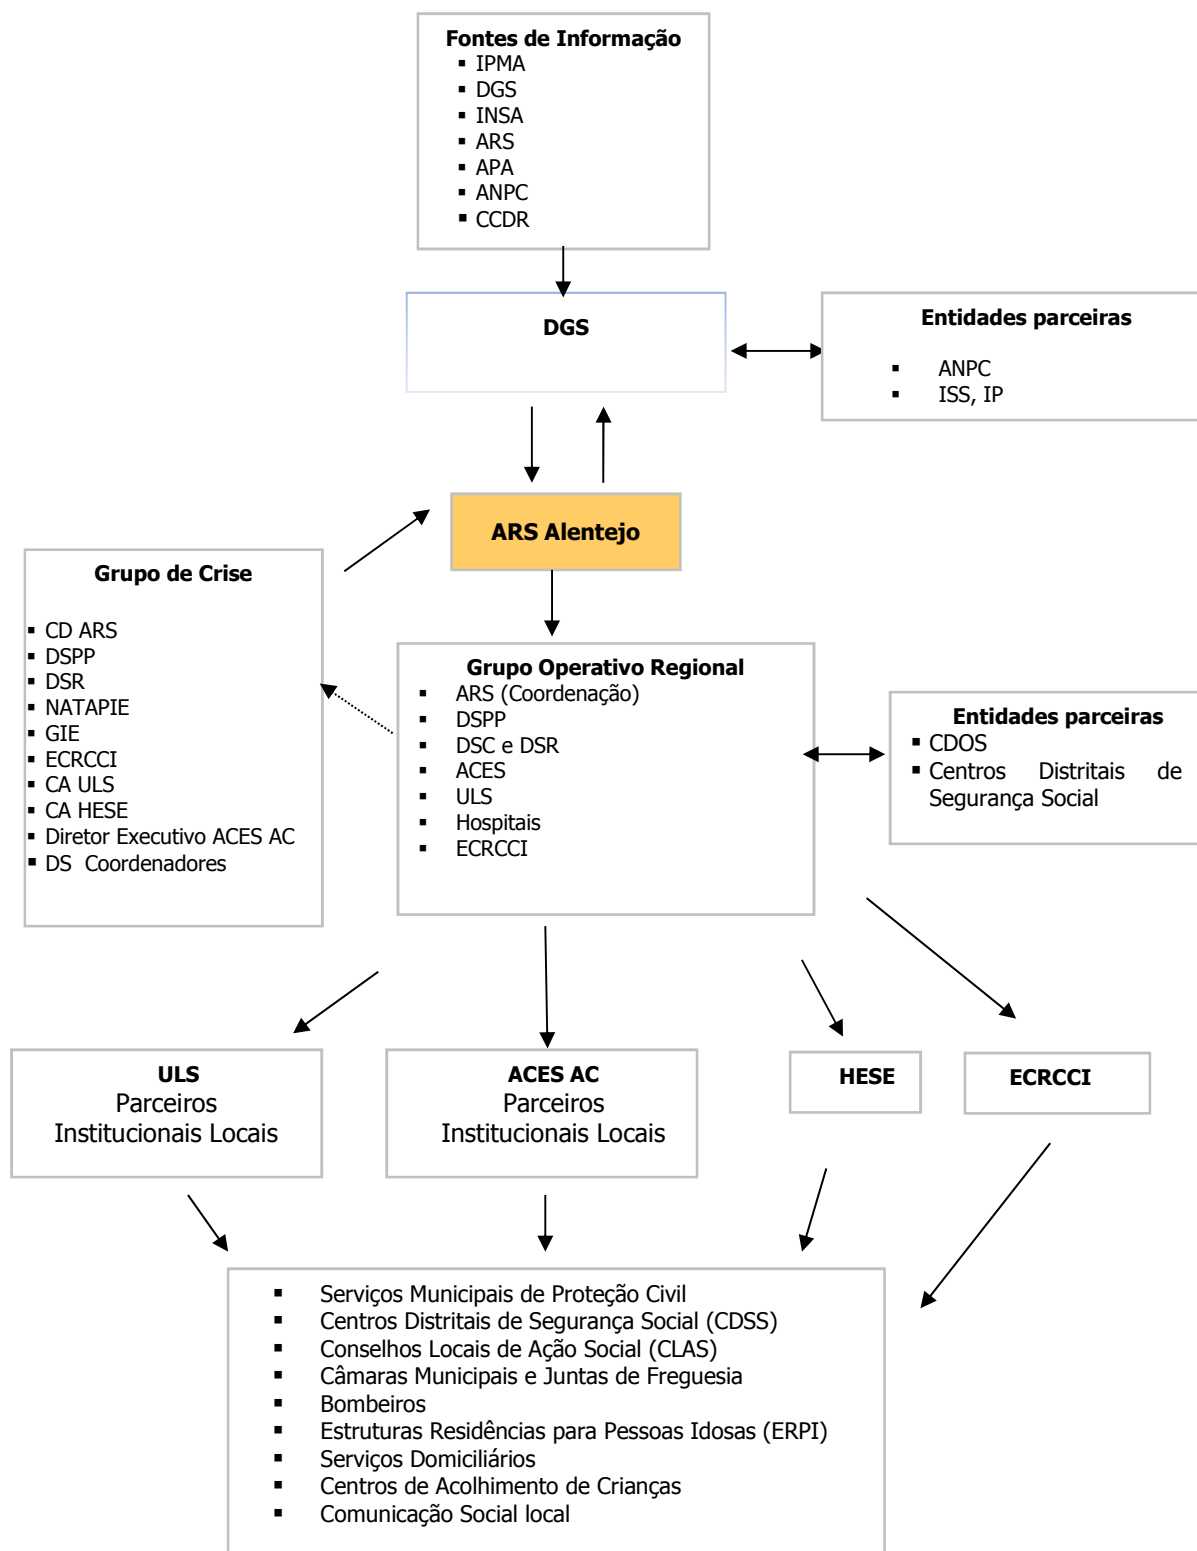 Fontes de Informação
▪ IPMA
▪ DGS
▪ INSA
▪ ARS
▪ APA
▪ ANPC
▪ CCDR
DGS
Entidades parceiras
▪ ANPC
▪ ISS, IP
ARS Alentejo
Grupo de Crise
▪ CD ARS
▪ DSPP
▪ DSR
▪ NATAPIE
▪ GIE
▪ ECRCCI
▪ CA ULS
▪ CA HESE
▪ Diretor Executivo ACES AC
▪ DS Coordenadores
Grupo Operativo Regional
▪ ARS (Coordenação)
▪ DSPP
▪ DSC e DSR
▪ ACES
▪ ULS
▪ Hospitais
▪ ECRCCI
Entidades parceiras
▪ CDOS
▪ Centros Distritais de
Segurança Social
ULS
Parceiros
Institucionais Locais
ACES AC
Parceiros
Institucionais Locais
HESE
ECRCCI
▪ Serviços Municipais de Proteção Civil
▪ Centros Distritais de Segurança Social (CDSS)
▪ Conselhos Locais de Ação Social (CLAS)
▪ Câmaras Municipais e Juntas de Freguesia
▪ Bombeiros
▪ Estruturas Residências para Pessoas Idosas (ERPI)
▪ Serviços Domiciliários
▪ Centros de Acolhimento de Crianças
▪ Comunicação Social local